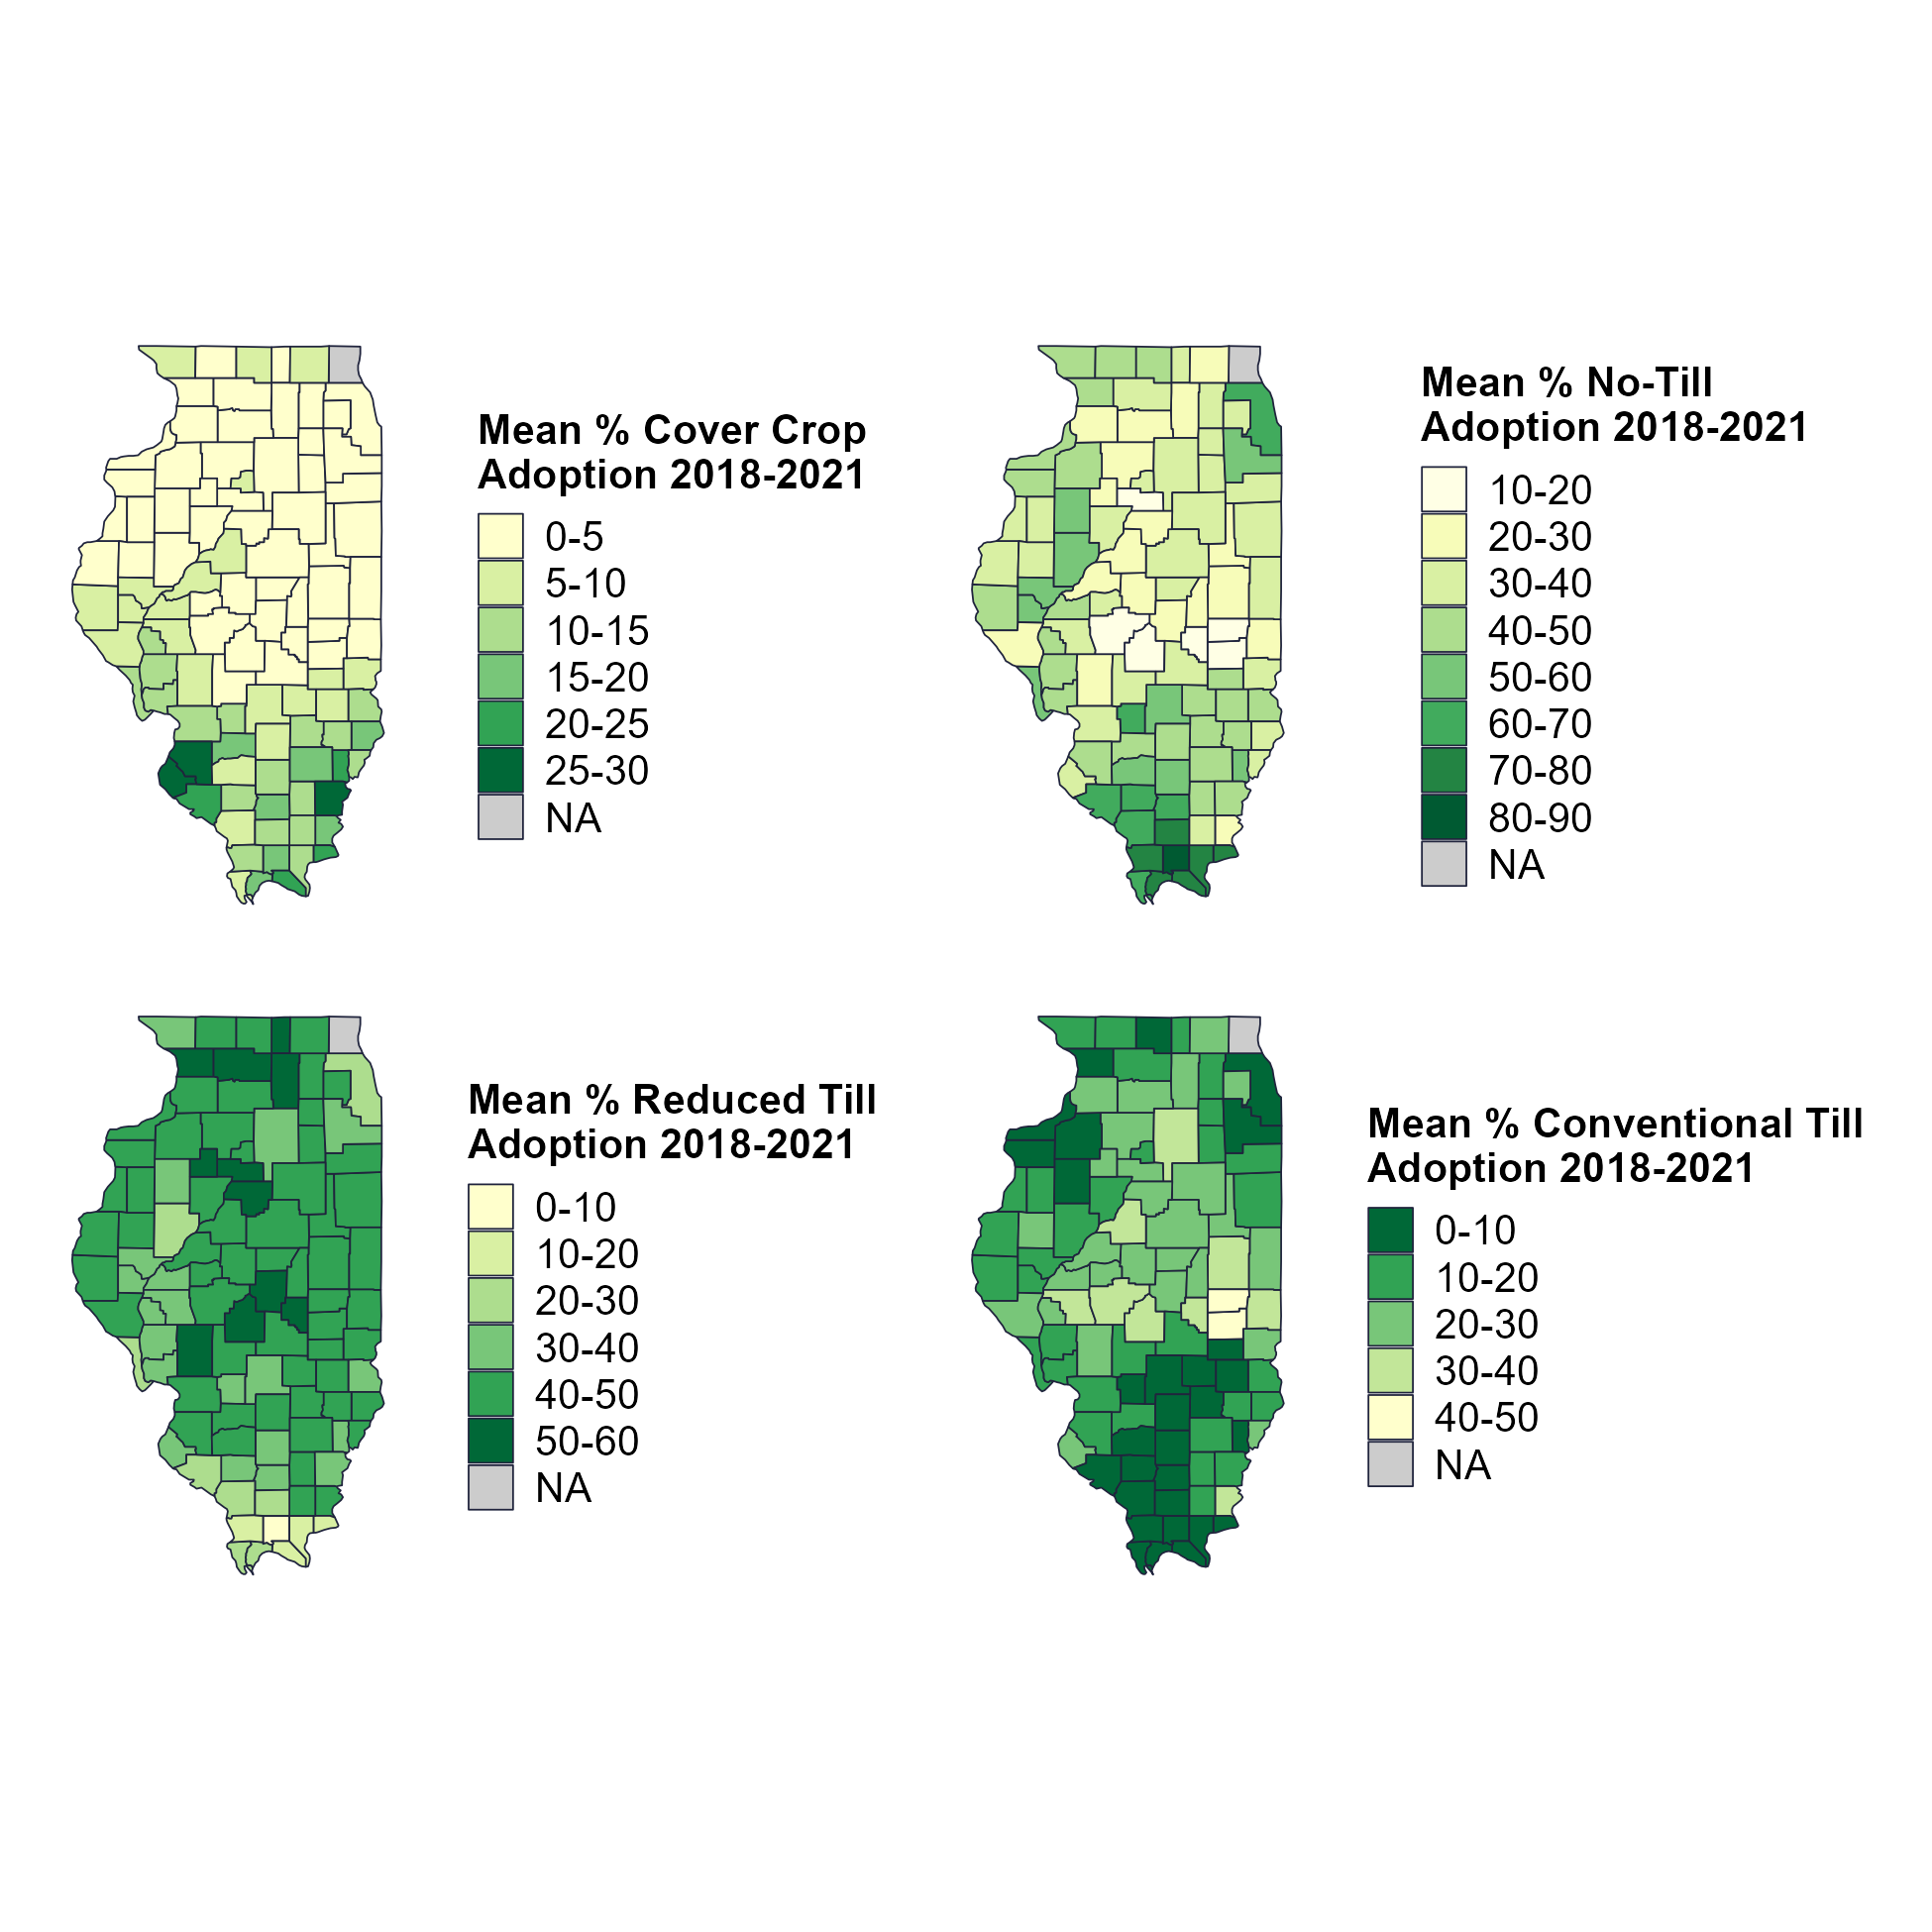 Mean % Cover Crop
Adoption 2018-2021
0-5
5-10
10-15
15-20
20-25
25-30
NA
Mean % No-Till
Adoption 2018-2021
10-20
20-30
30-40
40-50
50-60
60-70
70-80
80-90
NA
Mean % Reduced Till
Adoption 2018-2021
0-10
10-20
20-30
30-40
40-50
50-60
NA
Mean % Conventional Till
Adoption 2018-2021
0-10
10-20
20-30
30-40
40-50
NA